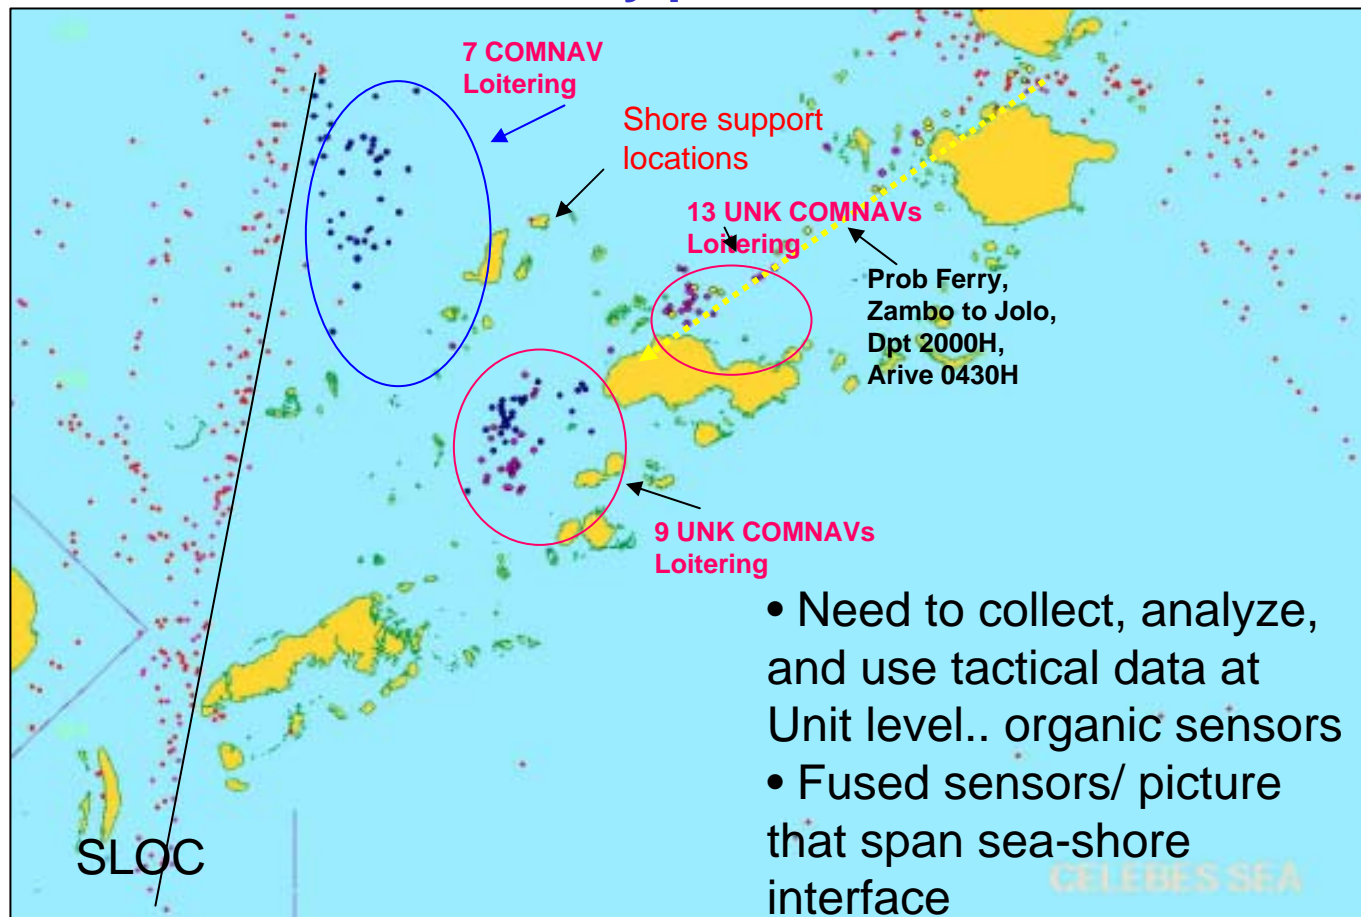 7 COMNAV
Loitering
Shore support
locations
13 UNK COMNAVs
Loitering
Prob Ferry,
Zambo to Jolo,
Dpt 2000H,
Arive 0430H
9 UNK COMNAVs
Loitering
• Need to collect, analyze,
and use tactical data at
Unit level.. organic sensors
• Fused sensors/ picture
that span sea-shore
interface
SLOC
CELEBES SEA